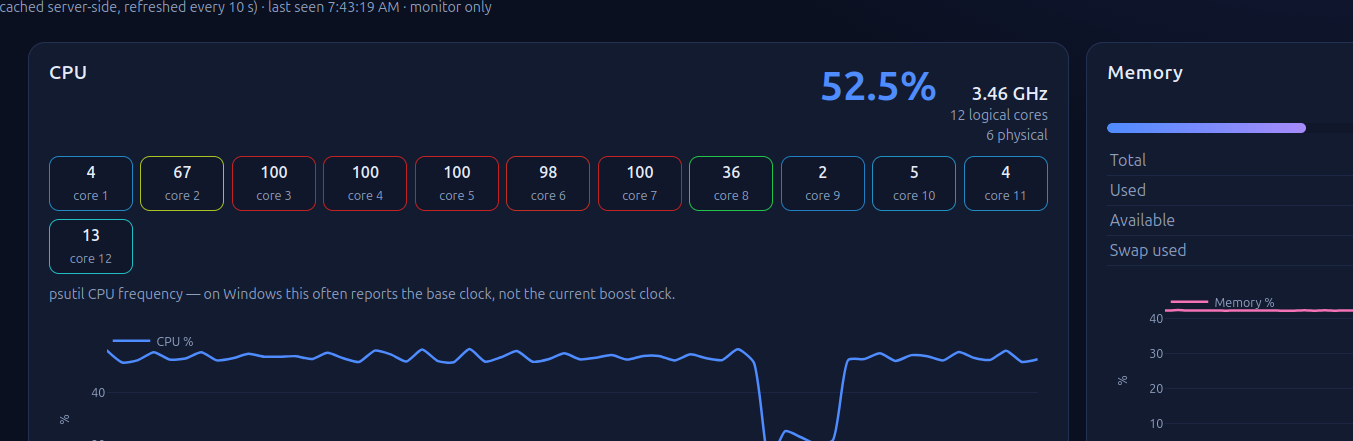 cached server-side, refreshed every 10 s) · last seen 7:43:19 AM · monitor only
CPU
52.5%
3.46 GHz
12 logical cores
6 physical
4
core 1
67
core 2
100
core 3
100
core 4
100
core 5
98
core 6
100
core 7
36
core 8
2
core 9
5
core 10
4
core 11
13
core 12
psutil CPU frequency — on Windows this often reports the base clock, not the current boost clock.
CPU %
40
%
Memory
Total
Used
Available
Swap used
Memory %
40
30
20
10
%